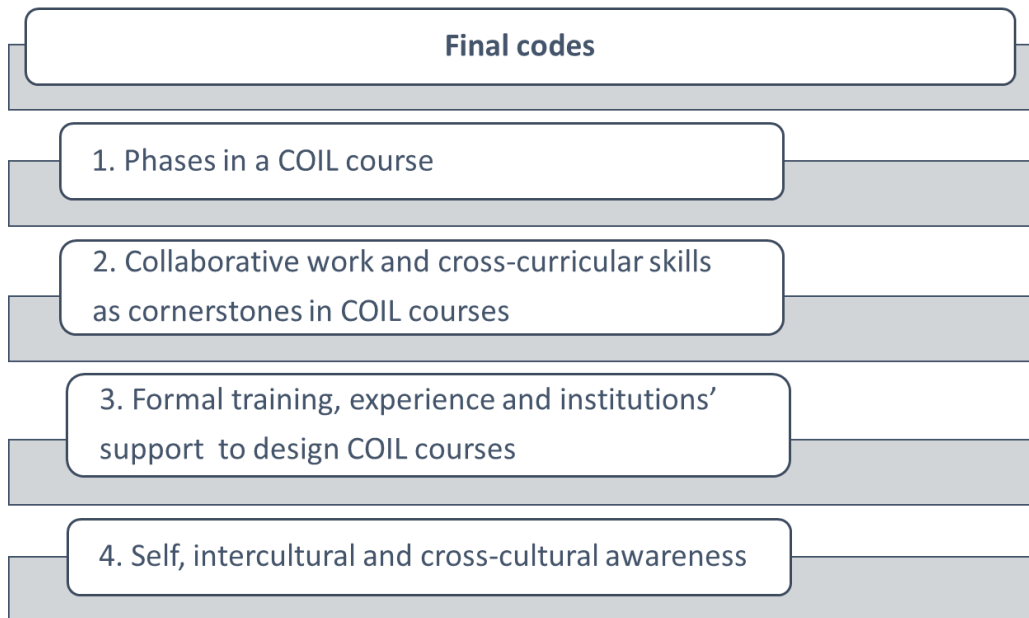 Final codes
1. Phases in a COIL course
2. Collaborative work and cross-curricular skills
as cornerstones in COIL courses
3. Formal training, experience and institutions’
support  to design COIL courses
4. Self, intercultural and cross-cultural awareness